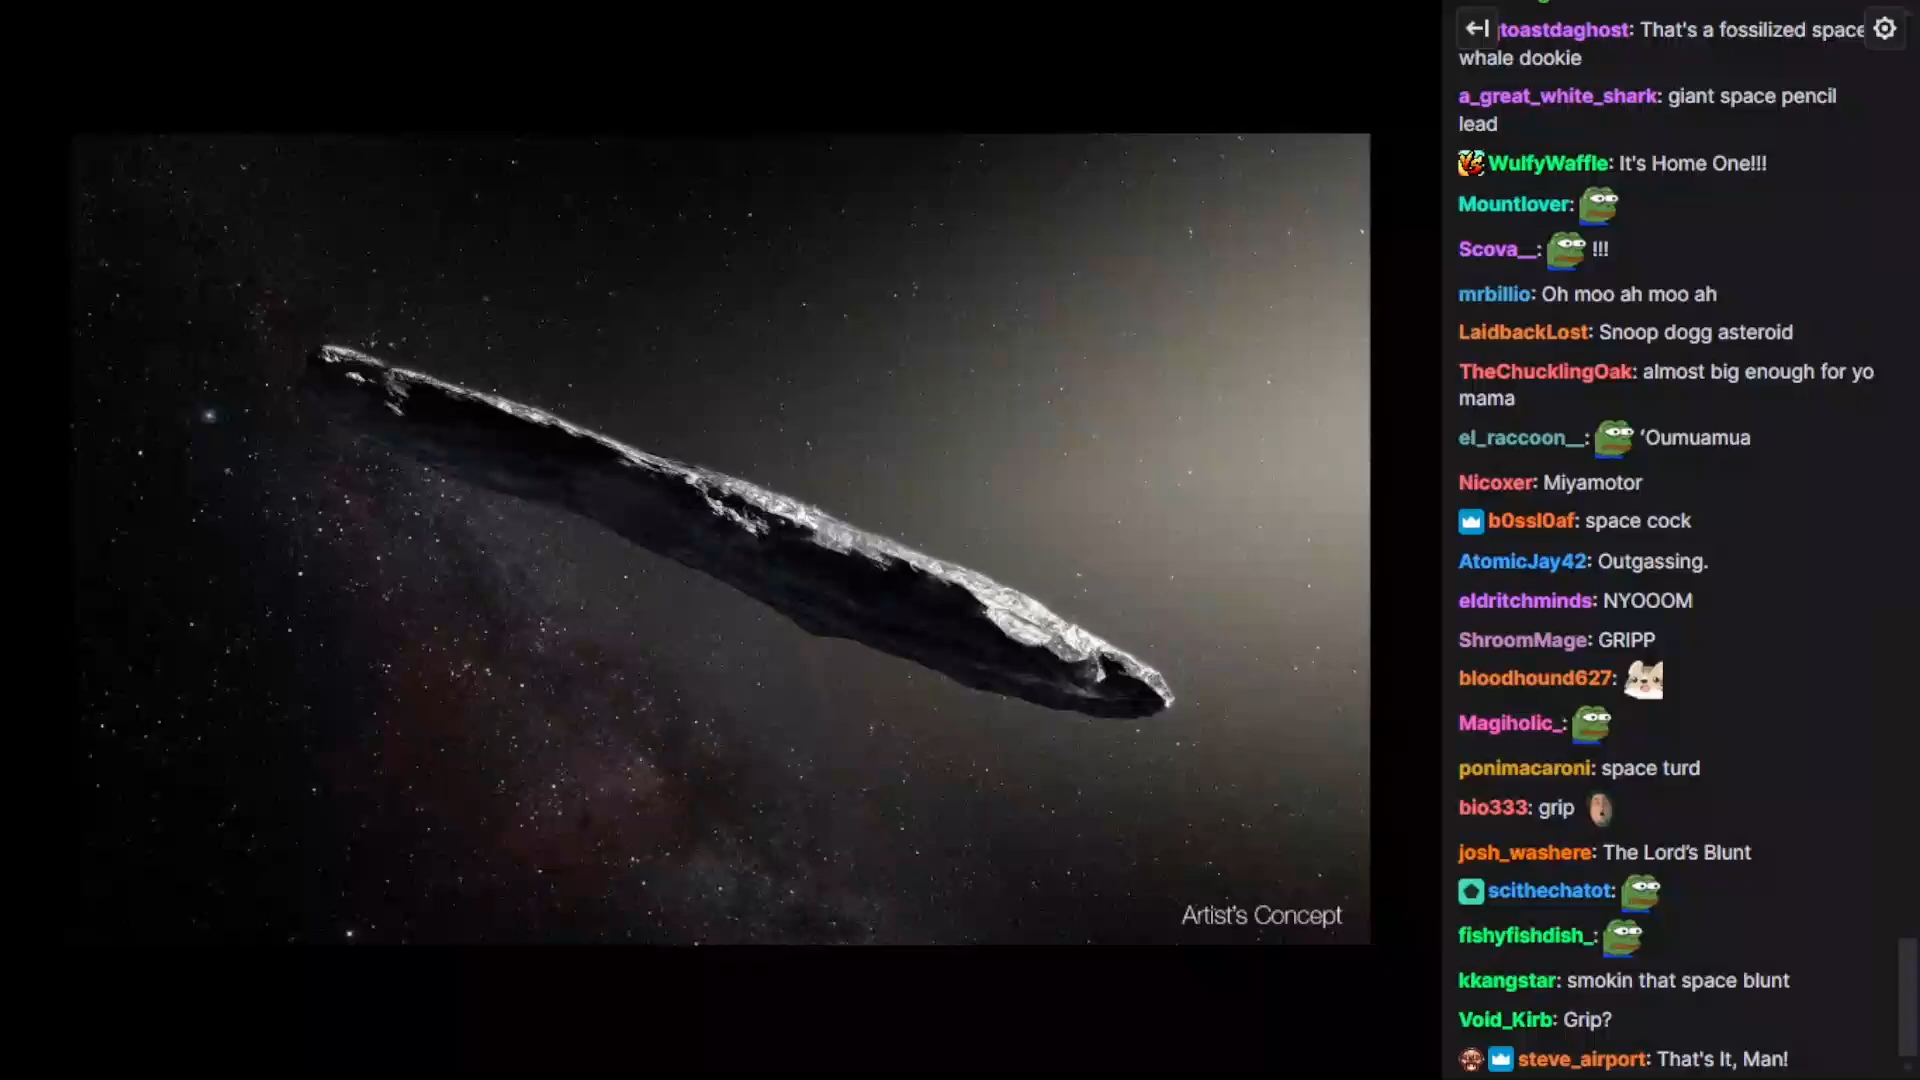 Artist's Concept
toastdaghost: That's a fossilized space
whale dookie
a_great_white_shark: giant space pencil
lead
WulfyWaffle: It's Home One!!!
Mountlover:
Scova__: !!!
mrbillio: Oh moo ah moo ah
LaidbackLost: Snoop dogg asteroid
TheChucklingOak: almost big enough for yo
mama
el_raccoon__: ‘Oumuamua
Nicoxer: Miyamotor
b0ssl0af: space cock
AtomicJay42: Outgassing.
eldritchminds: NYOOOM
ShroomMage: GRIPP
bloodhound627:
Magiholic_:
ponimacaroni: space turd
bio333: grip
josh_washere: The Lord’s Blunt
scithechatot:
fishyfishdish_:
kkangstar: smokin that space blunt
Void_Kirb: Grip?
steve_airport: That's It, Man!